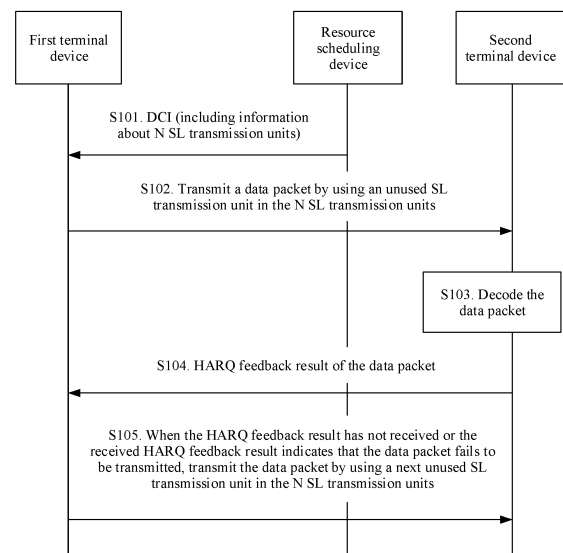 First terminal
device
Resource
scheduling
device
Second
terminal device
S101. DCI (including information
about N SL transmission units)
S102. Transmit a data packet by using an unused SL
transmission unit in the N SL transmission units
S103. Decode the
data packet
S104. HARQ feedback result of the data packet
S105. When the HARQ feedback result has not received or the
received HARQ feedback result indicates that the data packet fails to
be transmitted, transmit the data packet by using a next unused SL
transmission unit in the N SL transmission units